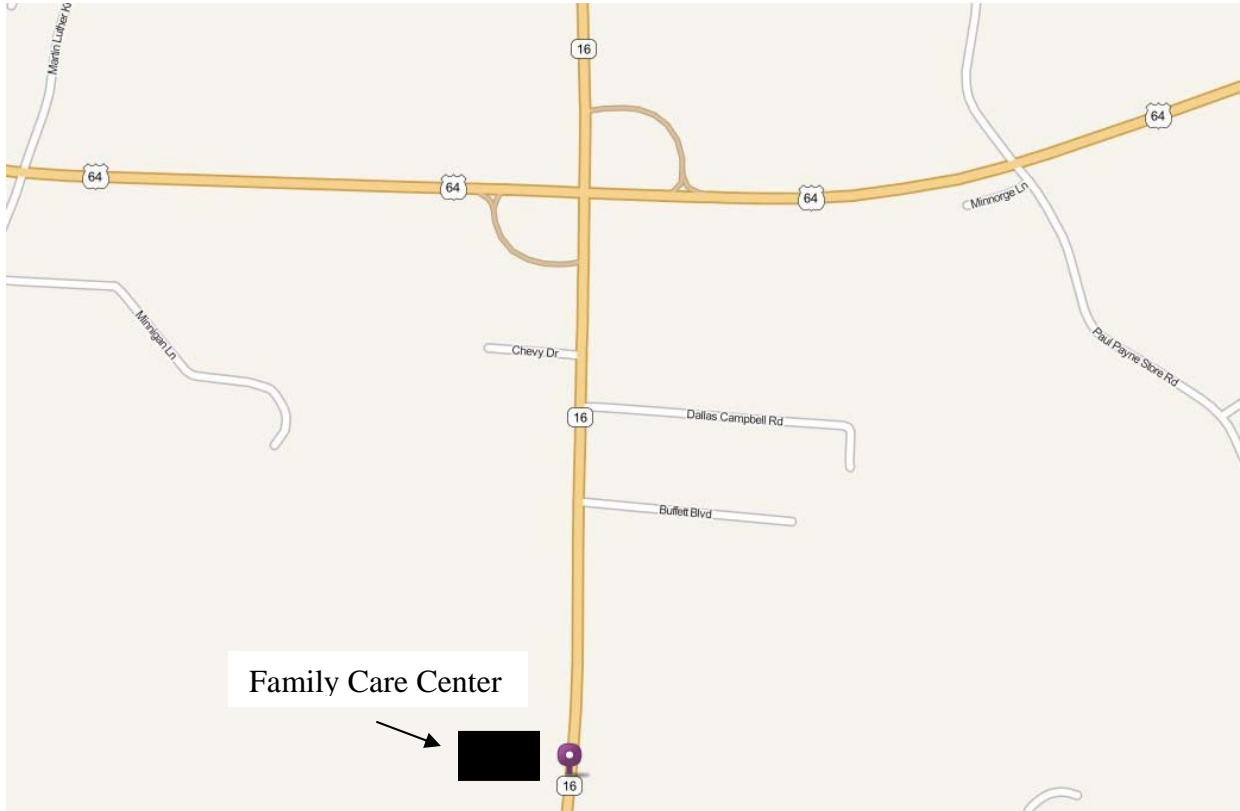 Martin Luther K
16
64
64
64
64
Minnorge Ln
Minnigan Ln
Chevy Dr
Paul Payne Store Rd
16
Dallas Campbell Rd
Buffett Blvd
Family Care Center
16